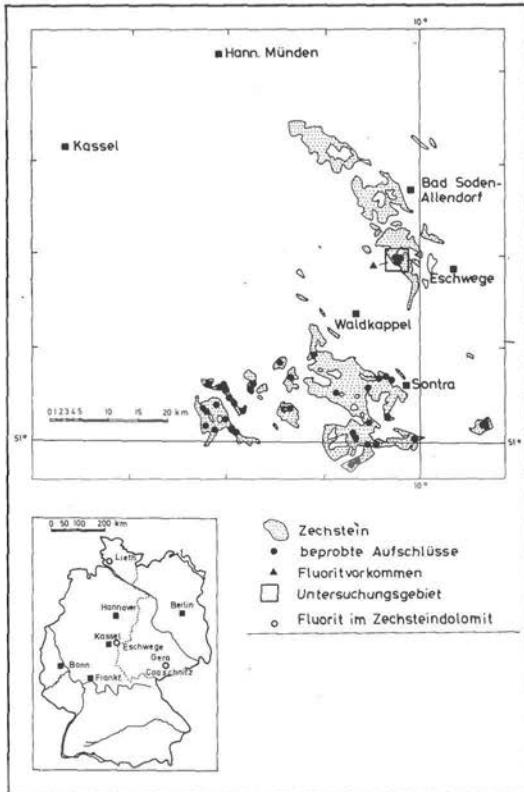 10°
Hann. Münden
Kassel
Bad Soden-
Allendorf
Eschwege
Waldkappel
Sontra
0 1 2 3 4 5 10 15 20 km
51°
51°
10°
Zechstein
beprobte Aufschlüsse
Fluoritvorkommen
Untersuchungsgebiet
Fluorit im Zechsteindolomit
0 50 100 200 km
Lieth
Hannover
Berlin
Kassel
Eschwege
Gera
Caaschwitz
Bonn
Frankf.